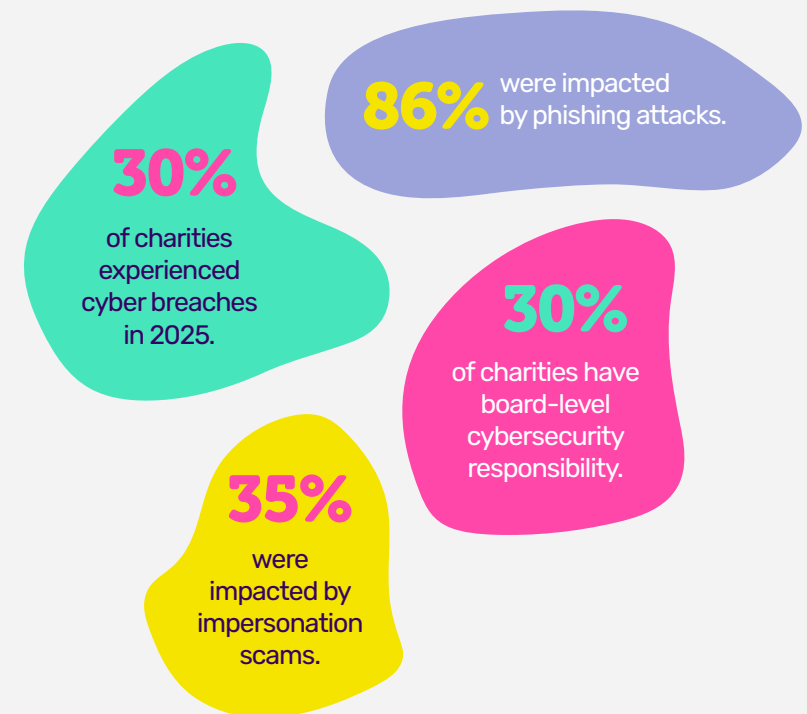 30%
of charities
experienced
cyber breaches
in 2025.
86%
were impacted
by phishing attacks.
30%
of charities have
board-level
cybersecurity
responsibility.
35%
were
impacted by
impersonation
scams.